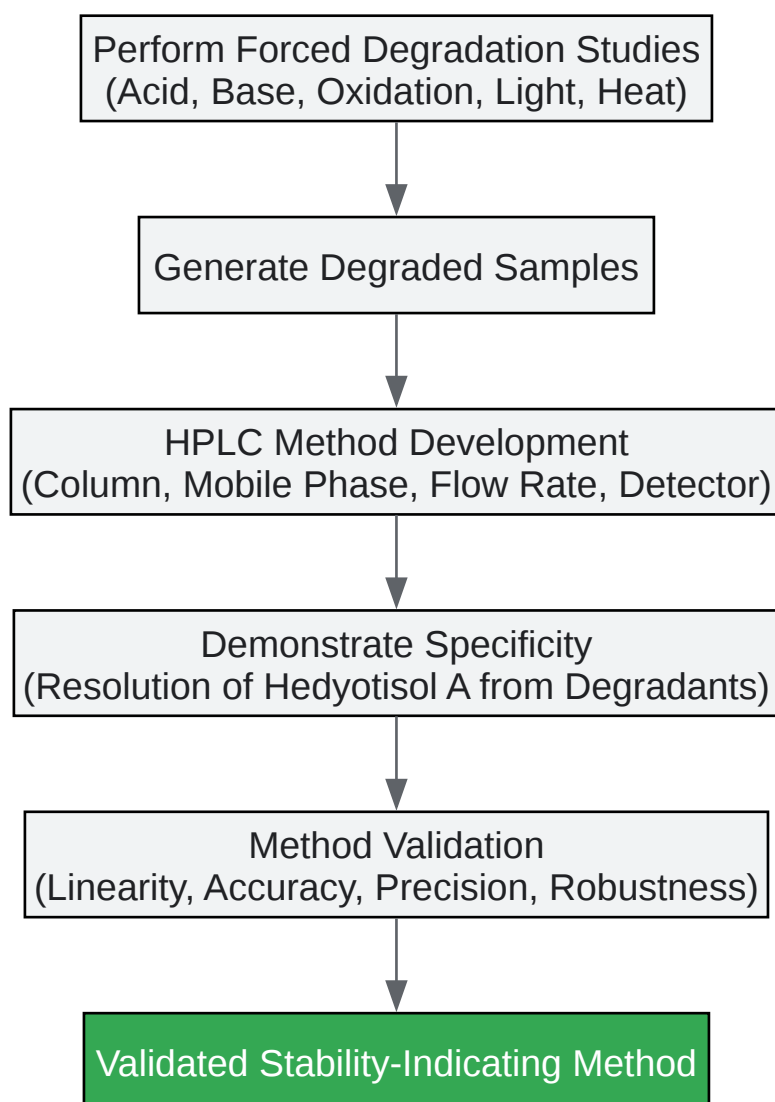 Perform Forced Degradation Studies
(Acid, Base, Oxidation, Light, Heat)
Generate Degraded Samples
HPLC Method Development
(Column, Mobile Phase, Flow Rate, Detector)
Demonstrate Specificity
(Resolution of Hedyotisol A from Degradants)
Method Validation
(Linearity, Accuracy, Precision, Robustness)
Validated Stability-Indicating Method